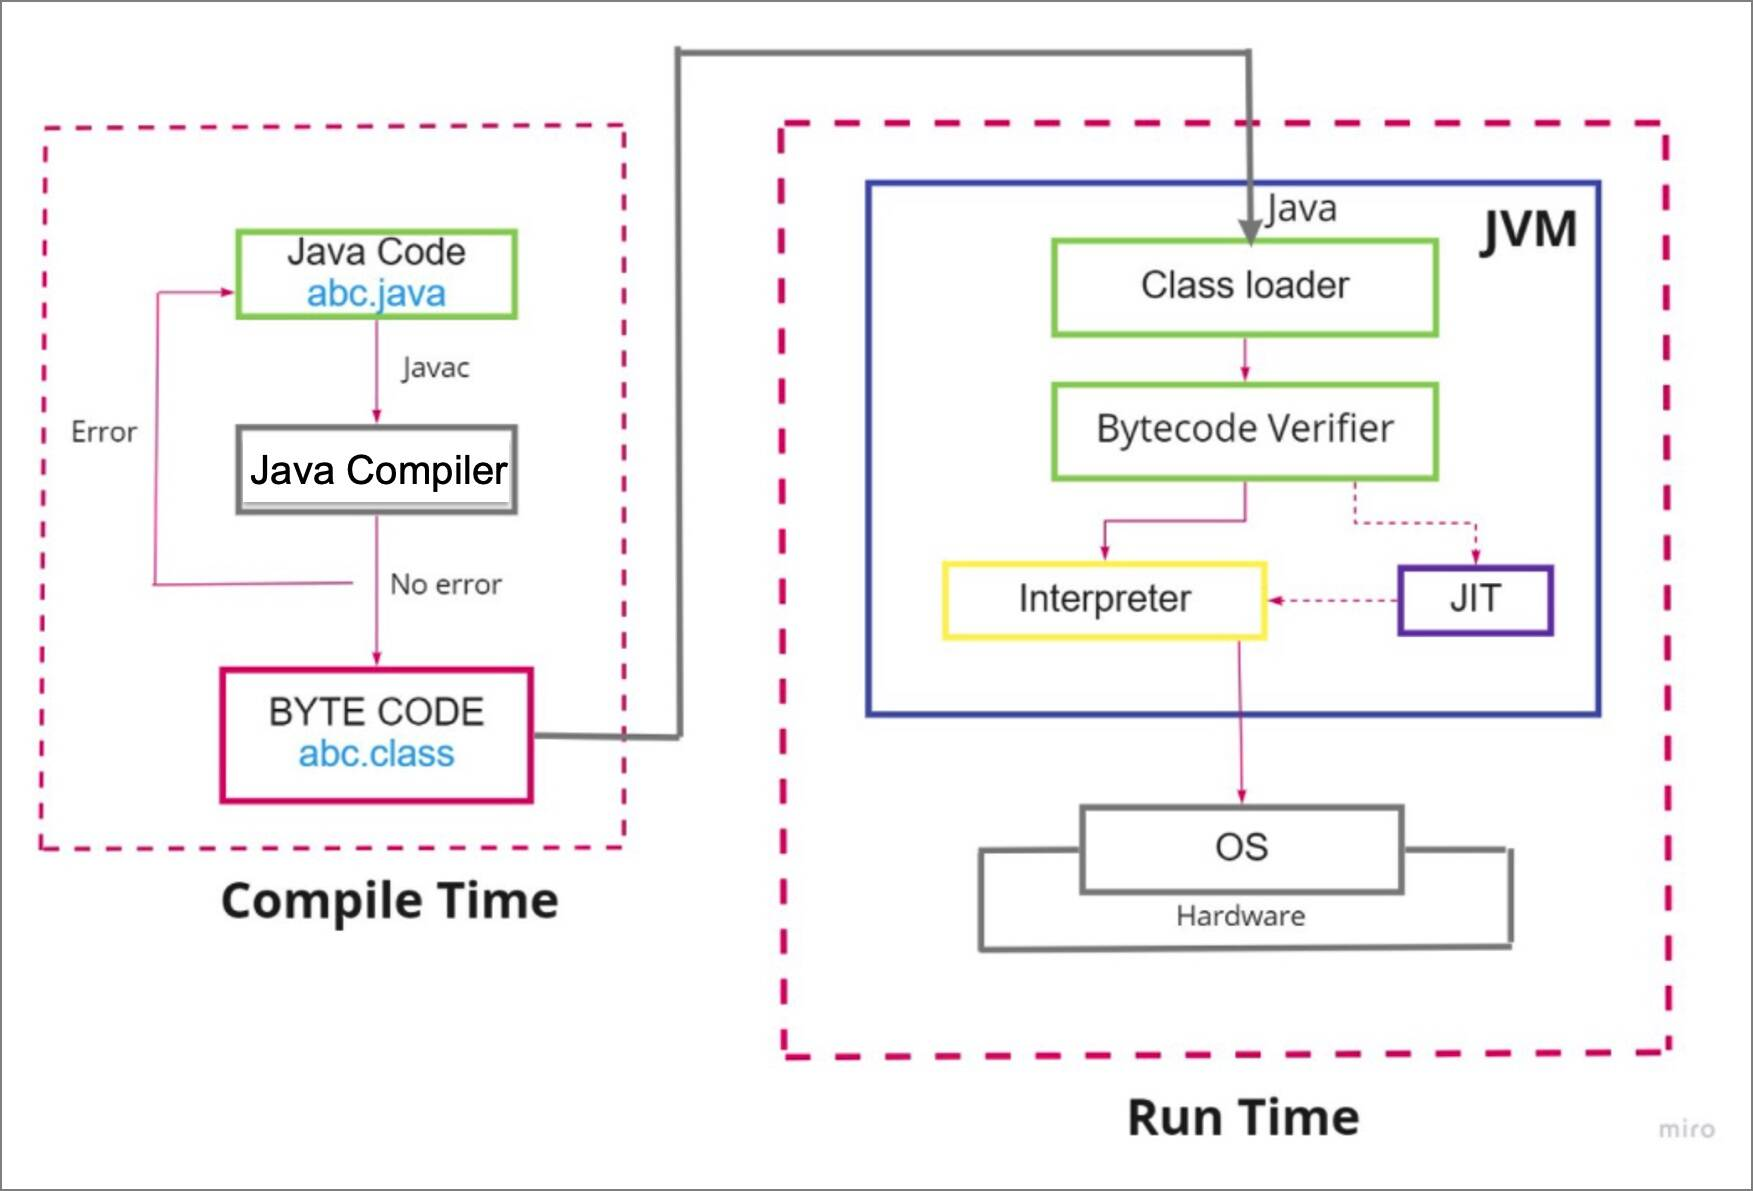 Java Code
abc.java
Javac
Error
Java Compiler
No error
BYTE CODE
abc.class
Compile Time
Java
JVM
Class loader
Bytecode Verifier
Interpreter
JIT
OS
Hardware
Run Time
miro